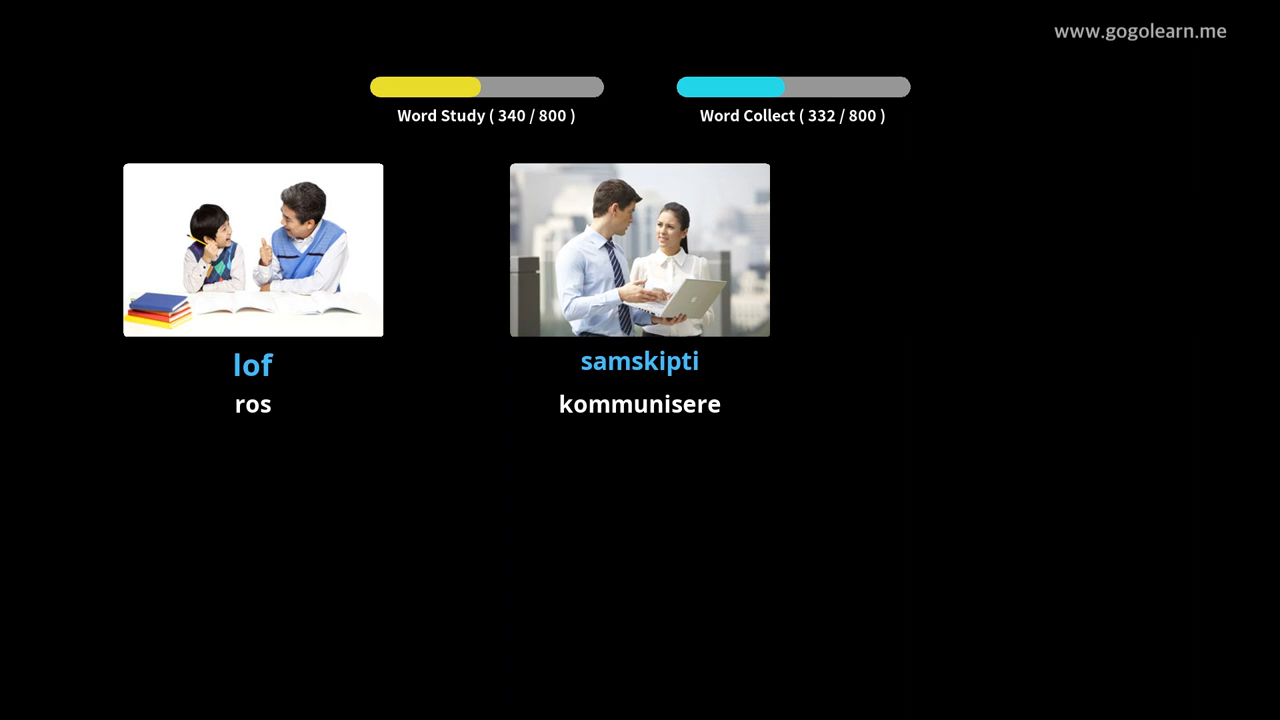 www.gogolearn.me
Word Study ( 340 / 800 )
Word Collect ( 332 / 800 )
lof
ros
samskipti
kommunisere